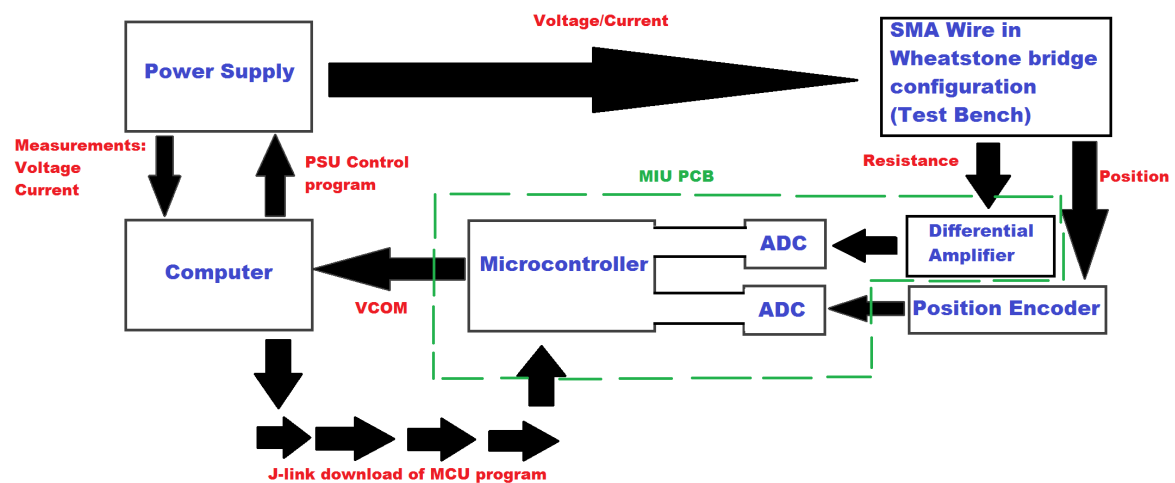 Voltage/Current
Power Supply
SMA Wire in
Wheatstone bridge
configuration
(Test Bench)
Measurements:
Voltage
Current
PSU Control
program
Resistance
Position
MIU PCB
Computer
VCOM
Microcontroller
ADC
ADC
Differential
Amplifier
Position Encoder
J-link download of MCU program